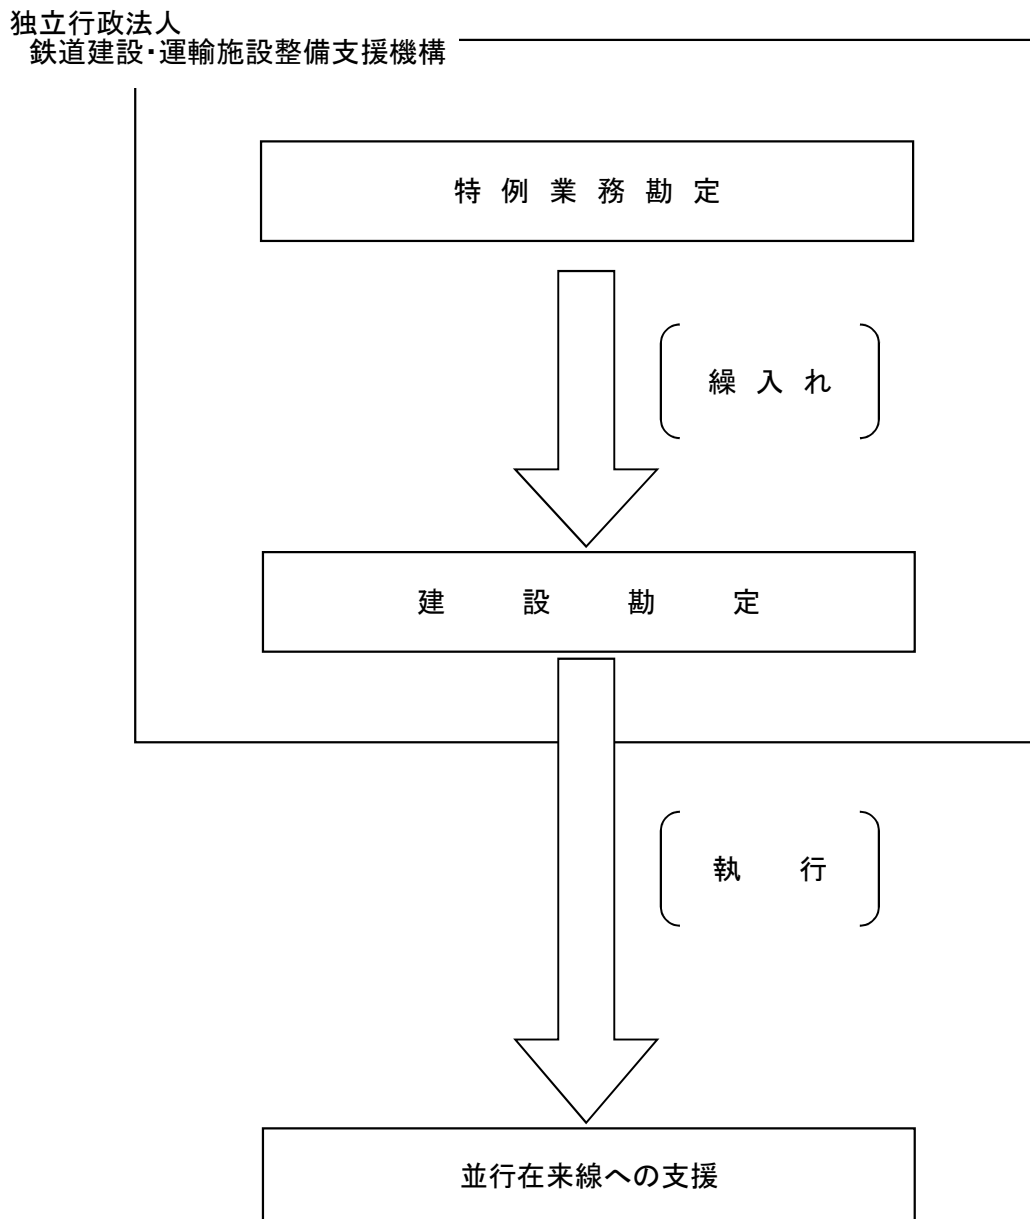 独立行政法人
鉄道建設・運輸施設整備支援機構
特例業務勘定
繰入れ
建設勘定
執行
並行在来線への支援